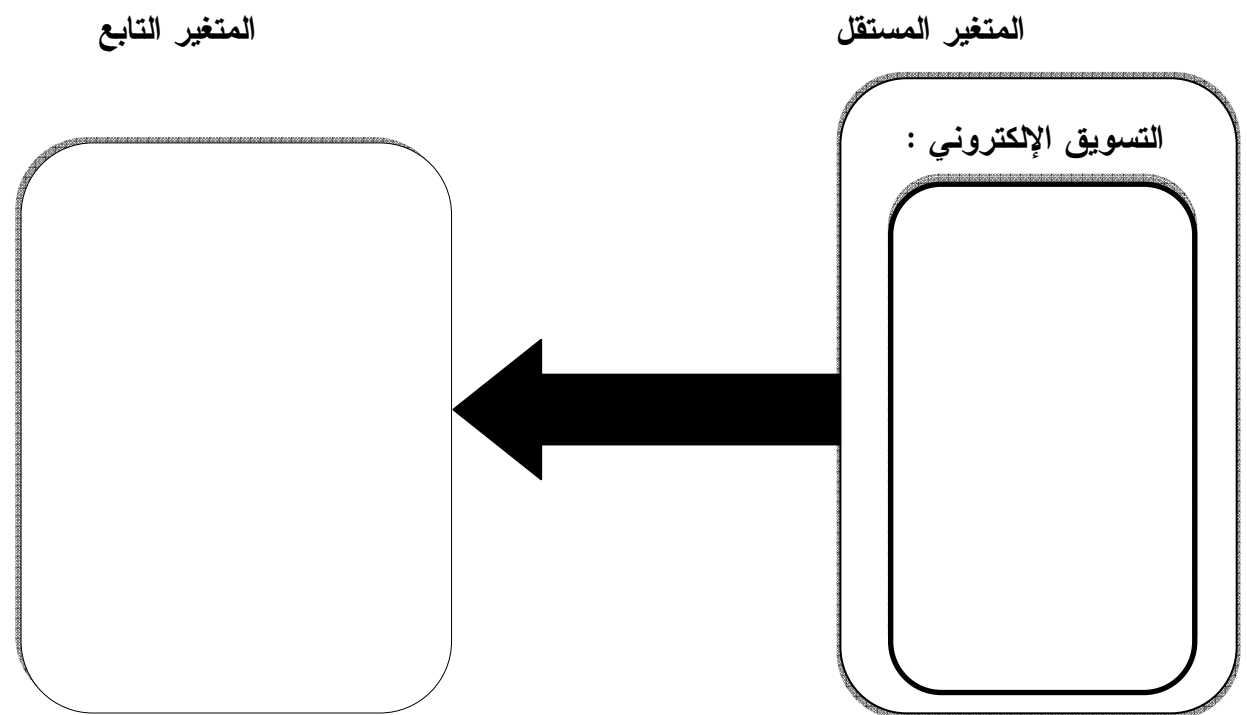 المتغير المستقل
المتغير التابع
التسويق الإلكتروني :